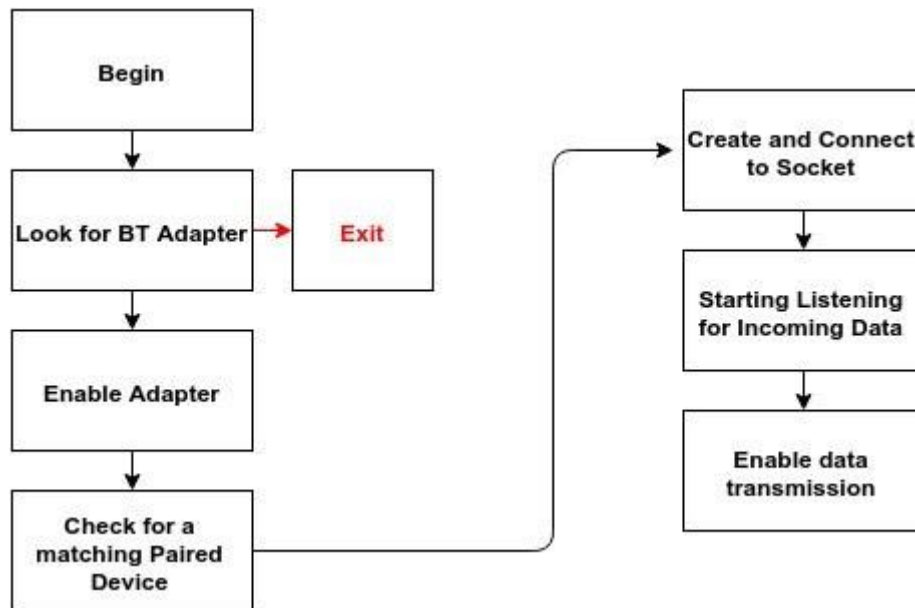 Begin
Look for BT Adapter
Exit
Enable Adapter
Check for a
matching Paired
Device
Create and Connect
to Socket
Starting Listening
for Incoming Data
Enable data
transmission